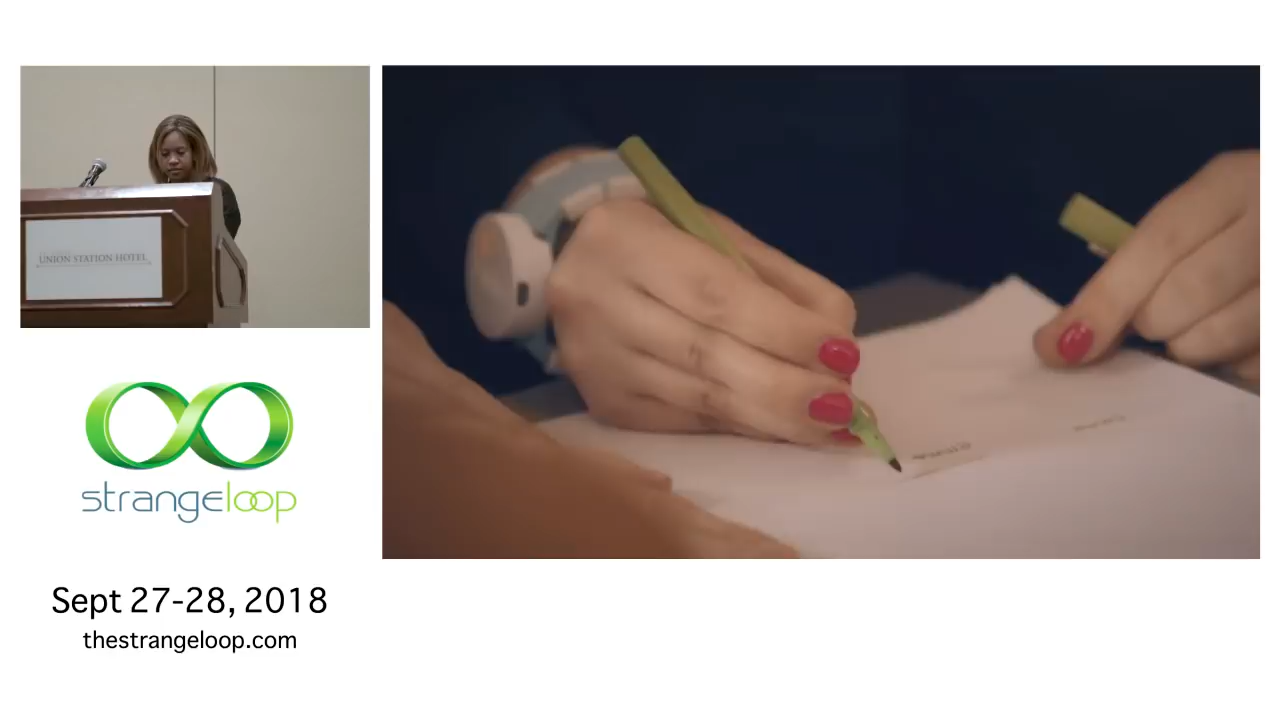 UNION STATION HOTEL
strangeloop
Sept 27-28, 2018
thestrangeloop.com